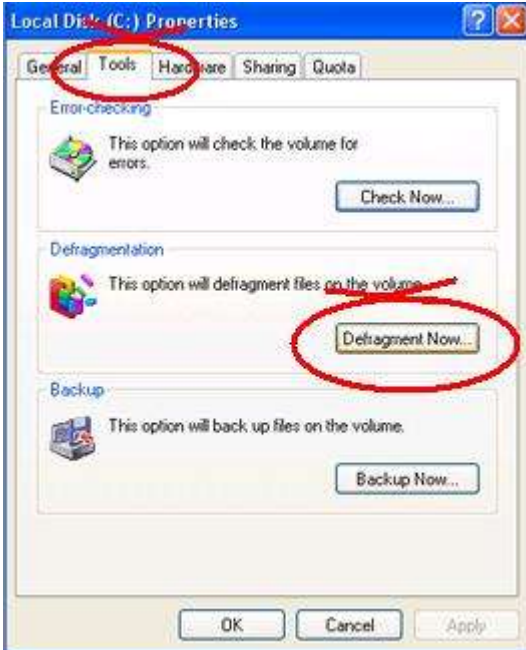 Local Disk (C:) Properties
General Tools Hardware Sharing Quota
Error-checking
This option will check the volume for
errors.
Check Now...
Defragmentation
This option will defragment files on the volume.
Defragment Now...
Backup
This option will back up files on the volume.
Backup Now...
OK Cancel Apply